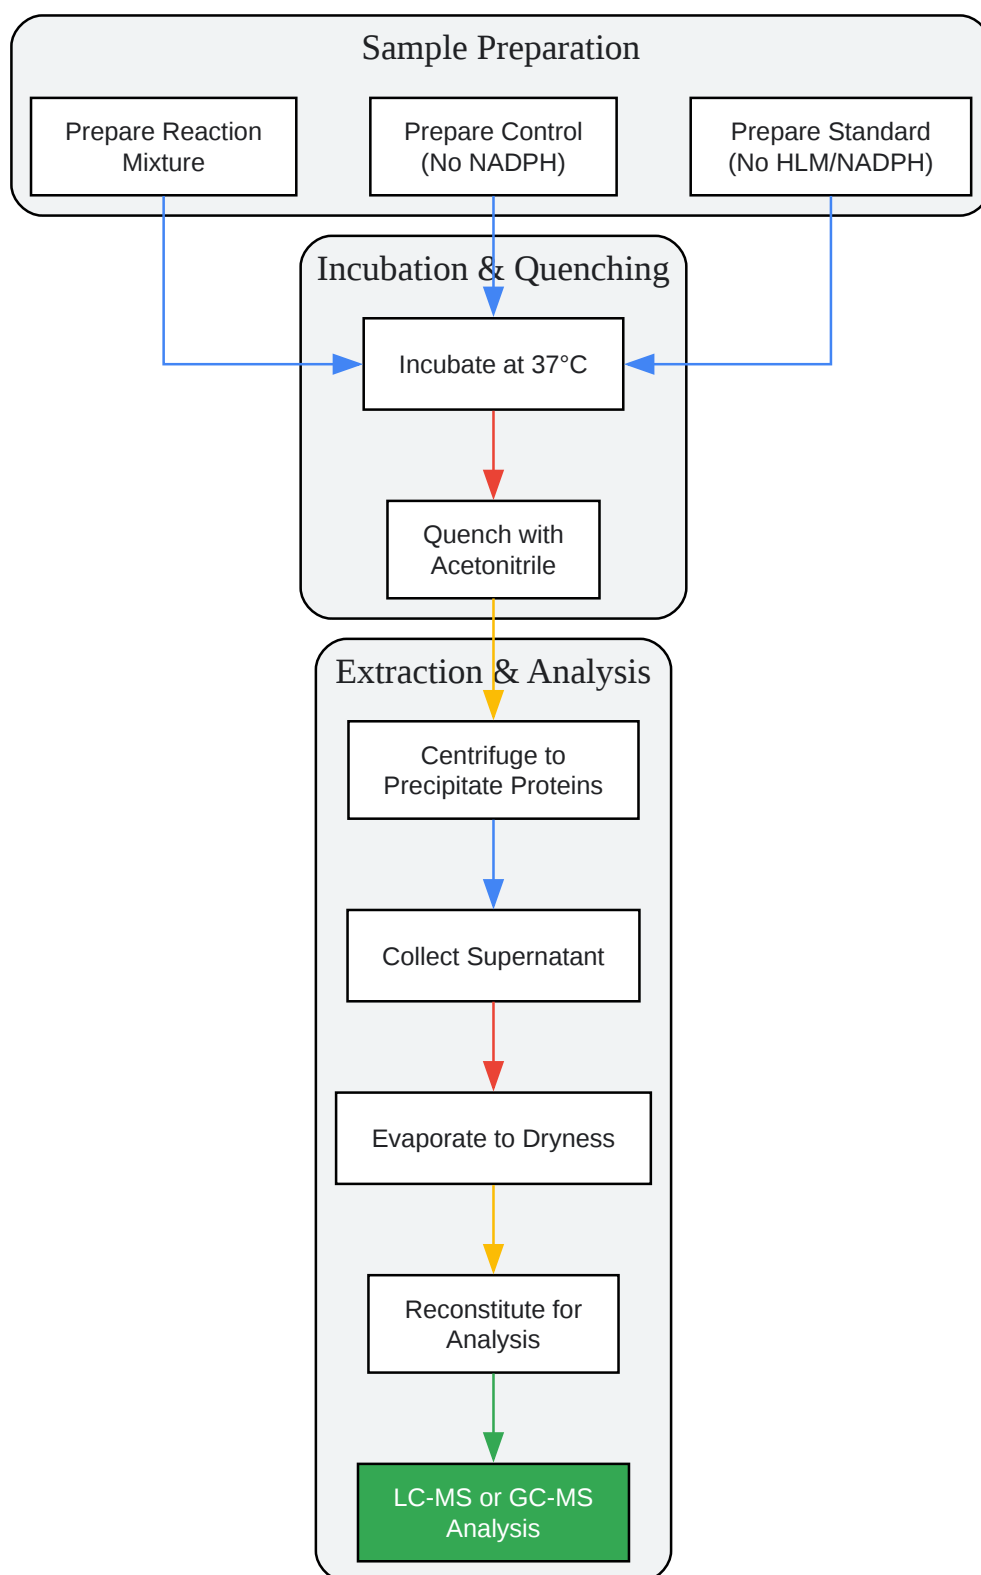 Sample Preparation
Prepare Reaction
Mixture
Prepare Control
(No NADPH)
Prepare Standard
(No HLM/NADPH)
Incubation & Quenching
Incubate at 37°C
Quench with
Acetonitrile
Extraction & Analysis
Centrifuge to
Precipitate Proteins
Collect Supernatant
Evaporate to Dryness
Reconstitute for
Analysis
LC-MS or GC-MS
Analysis